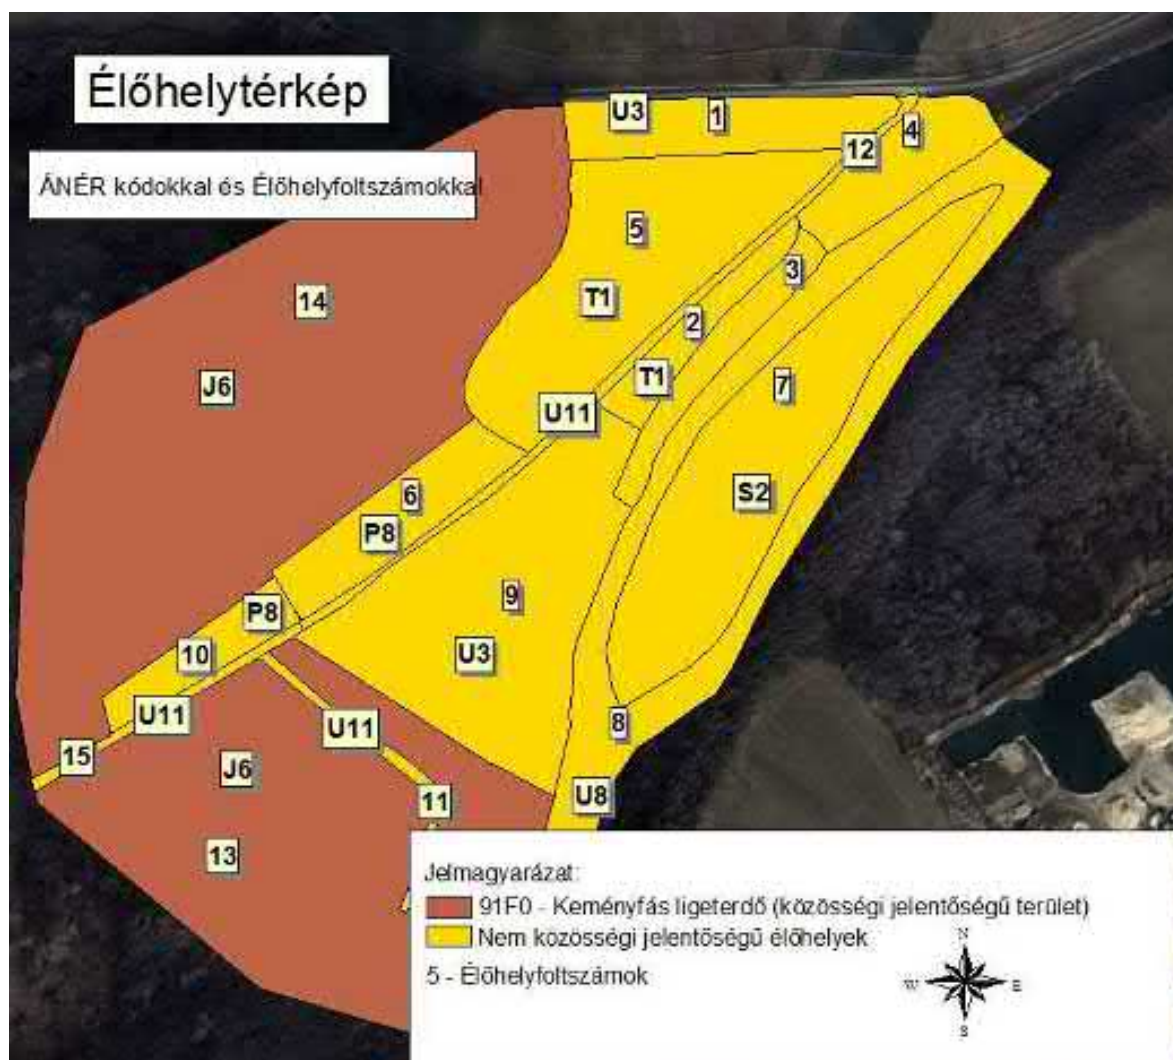 Élőhelytérkép
ÁNÉR kódokkal és Élőhelyfoltszámokkal
U3
1
4
12
5
3
14
T1
2
J6
T1
7
U11
6
S2
P8
9
P8
10
U3
U11
U11
8
15
J6
U8
11
13
Jelmagyarázat:
91F0 - Keményfás ligeterdő (közösségi jelentőségű terület)
Nem közösségi jelentőségű élőhelyek
5 - Élőhelyfoltszámok
N
W
E
S